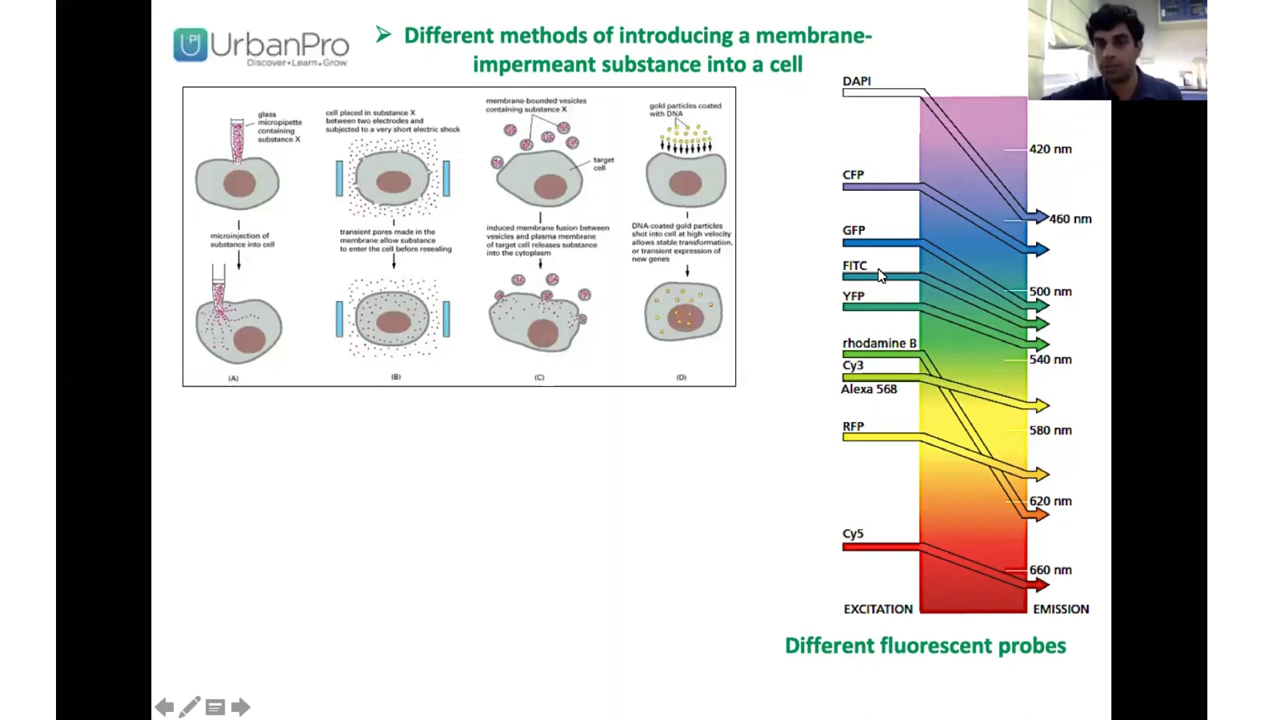 UrbanPro
Discover•Learn•Grow
➢ Different methods of introducing a membrane-
impermeant substance into a cell
glass
micropipette
containing
substance X
microinjection of
substance into cell
(A)
cell placed in substance X
between two electrodes and
subjected to a very short electric shock
transient pores made in the
membrane allow substance
to enter the cell before resealing
(B)
membrane-bounded vesicles
containing substance X
target
cell
induced membrane fusion between
vesicles and plasma membrane
of target cell releases substance
into the cytoplasm
(C)
gold particles coated
with DNA
DNA-coated gold particles
shot into cell at high velocity
allows stable transformation,
or transient expression of
new genes
(D)
DAPI
420 nm
CFP
460 nm
GFP
FITC
500 nm
YFP
rhodamine B
540 nm
Cy3
Alexa 568
RFP
580 nm
620 nm
Cy5
660 nm
EXCITATION
EMISSION
Different fluorescent probes